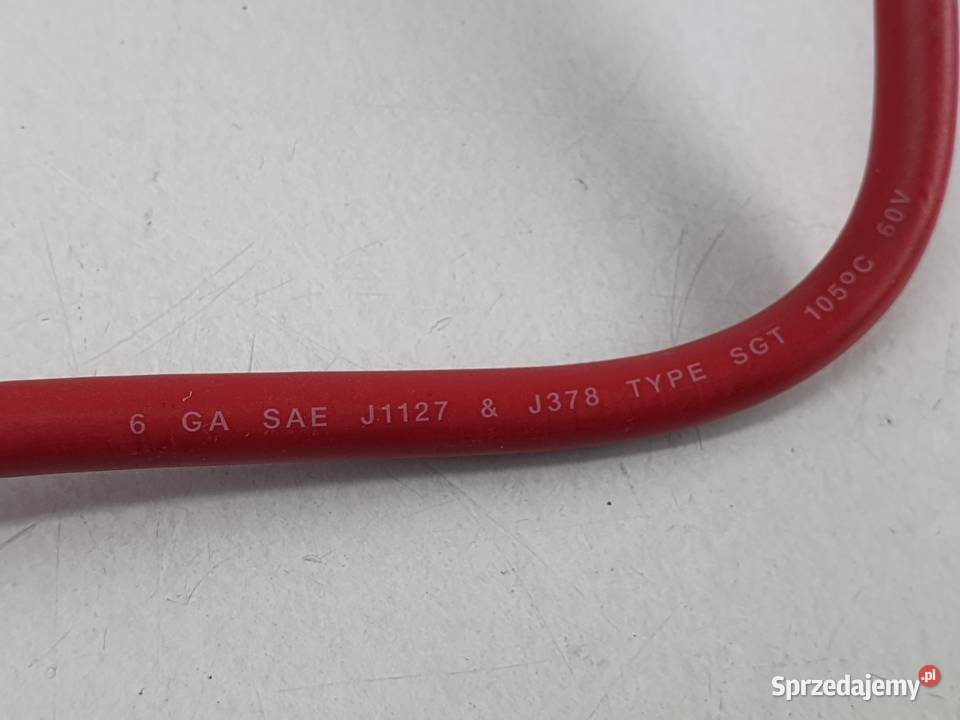 6 GA SAE J1127 & J378 TYPE SGT 105°C 60V
Sprzedajemy.pl